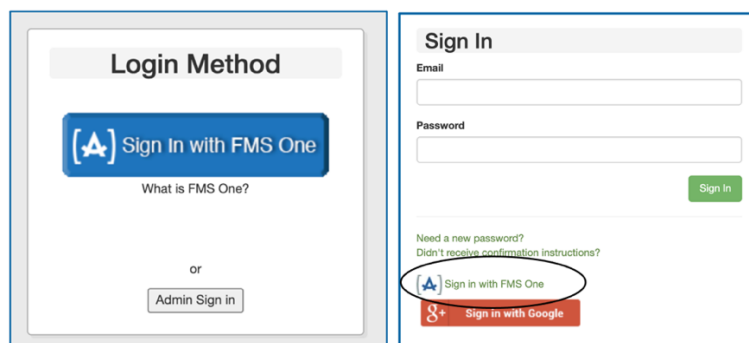 Login Method
[A] Sign In with FMS One
What is FMS One?
or
Admin Sign in
Sign In
Email
Password
Sign In
Need a new password?
Didn't receive confirmation instructions?
[A] Sign in with FMS One
8+ Sign in with Google